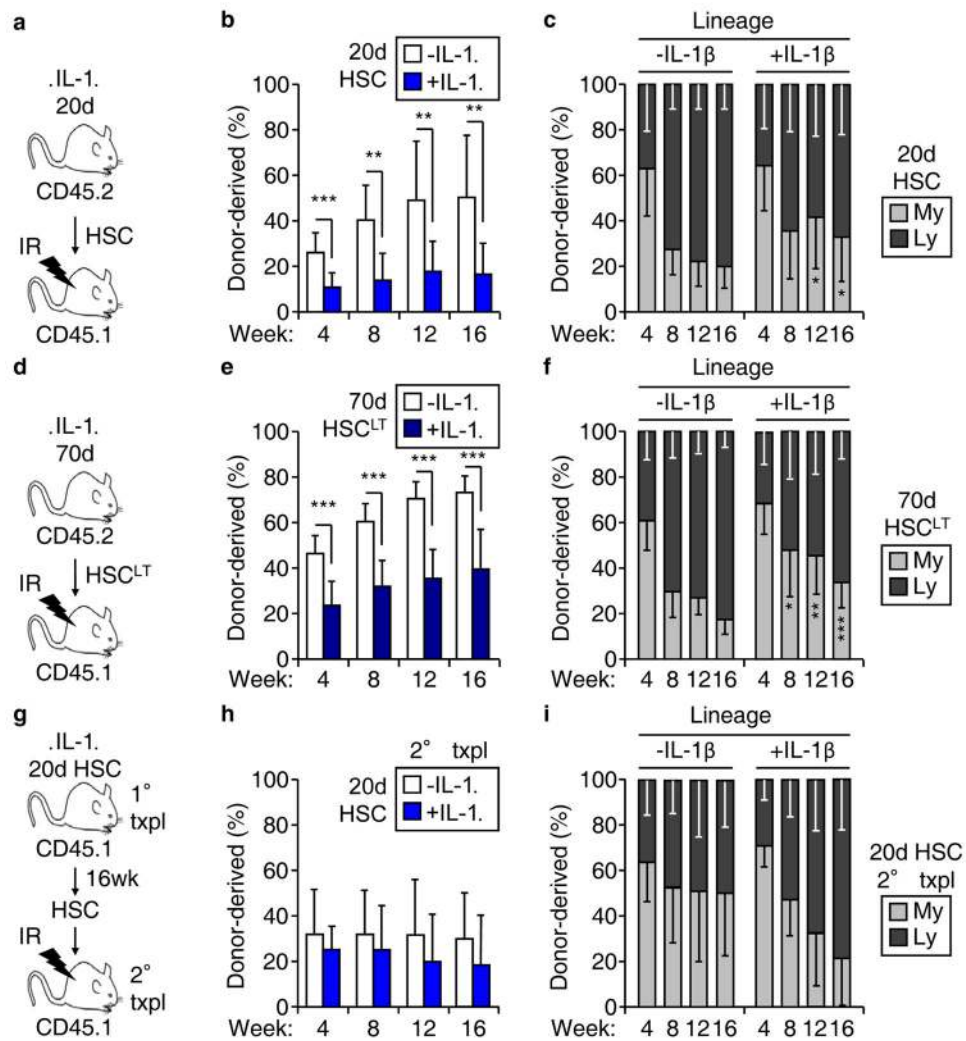 a
.IL-1.
20d
CD45.2
HSC
IR
CD45.1
b
20d
HSC
-IL-1.
+IL-1.
Donor-derived (%)
100
80
60
40
20
0
***
**
**
**
Week: 4 8 12 16
c
Lineage
-IL-1β +IL-1β
Donor-derived (%)
100
80
60
40
20
0
*
*
Week: 4 8 12 16 4 8 12 16
20d
HSC
My
Ly
d
.IL-1.
70d
CD45.2
HSCLT
IR
CD45.1
e
70d
HSCLT
-IL-1.
+IL-1.
Donor-derived (%)
100
80
60
40
20
0
***
***
***
***
Week: 4 8 12 16
f
Lineage
-IL-1β +IL-1β
Donor-derived (%)
100
80
60
40
20
0
*
**
***
Week: 4 8 12 16 4 8 12 16
70d
HSCLT
My
Ly
g
.IL-1.
20d HSC
1°
txpl
CD45.1
16wk
HSC
IR
2°
txpl
CD45.1
h
2° txpl
20d
HSC
-IL-1.
+IL-1.
Donor-derived (%)
100
80
60
40
20
0
Week: 4 8 12 16
i
Lineage
-IL-1β +IL-1β
Donor-derived (%)
100
80
60
40
20
0
Week: 4 8 12 16 4 8 12 16
20d HSC
2° txpl
My
Ly